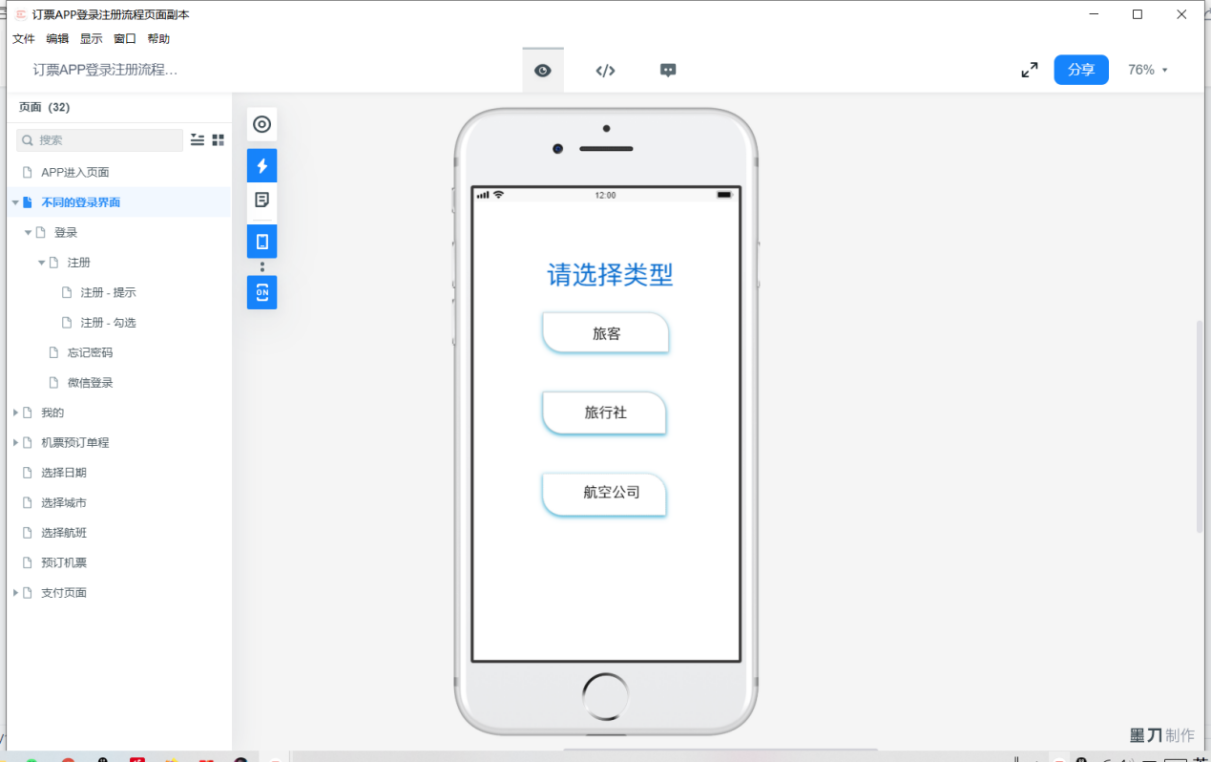 订票APP登录注册流程页面副本
文件 编辑 显示 窗口 帮助
订票APP登录注册流程…
</>
分享
76%
页面 (32)
搜索
APP进入页面
不同的登录界面
登录
注册
注册 - 提示
注册 - 勾选
忘记密码
微信登录
我的
机票预订单程
选择日期
选择城市
选择航班
预订机票
支付页面
ON
12:00
请选择类型
旅客
旅行社
航空公司
墨刀制作